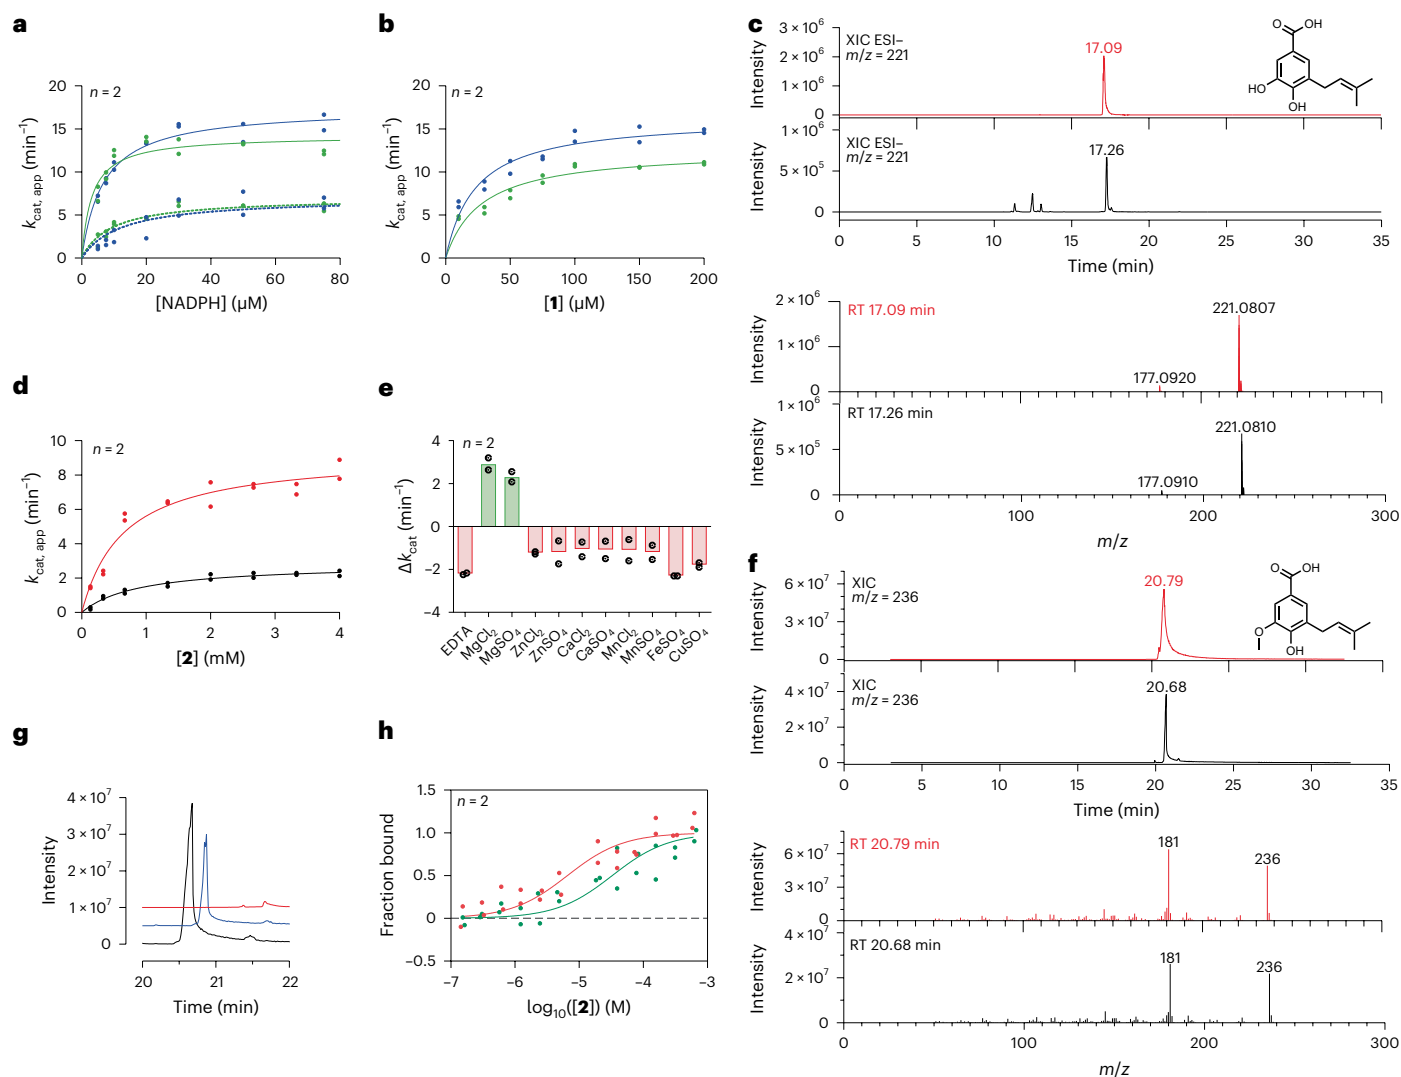 a
n = 2
20
15
10
5
0
k cat, app (min⁻¹)
0 20 40 60 80
[NADPH] (µM)
b
n = 2
20
15
10
5
0
k cat, app (min⁻¹)
0 50 100 150 200
[1] (µM)
c
3 × 10⁶
2 × 10⁶
1 × 10⁶
0
Intensity
XIC ESI–
m/z = 221
17.09
O
OH
HO
OH
1 × 10⁶
5 × 10⁵
0
Intensity
XIC ESI–
m/z = 221
17.26
0 5 10 15 20 25 30 35
Time (min)
2 × 10⁶
1 × 10⁶
0
Intensity
RT 17.09 min
177.0920
221.0807
1 × 10⁶
5 × 10⁵
0
Intensity
RT 17.26 min
177.0910
221.0810
0 100 200 300
m/z
d
n = 2
10
8
6
4
2
0
k cat, app (min⁻¹)
0 1 2 3 4
[2] (mM)
e
n = 2
4
2
0
−2
−4
Δk cat (min⁻¹)
EDTA
MgCl₂
MgSO₄
ZnCl₂
ZnSO₄
CaCl₂
CaSO₄
MnCl₂
MnSO₄
FeSO₄
CuSO₄
f
6 × 10⁷
3 × 10⁷
0
Intensity
XIC
m/z = 236
20.79
O
OH
O
OH
4 × 10⁷
2 × 10⁷
0
Intensity
XIC
m/z = 236
20.68
0 5 10 15 20 25 30 35
Time (min)
6 × 10⁷
3 × 10⁷
0
Intensity
RT 20.79 min
181
236
4 × 10⁷
2 × 10⁷
0
Intensity
RT 20.68 min
181
236
0 100 200 300
m/z
g
4 × 10⁷
3 × 10⁷
2 × 10⁷
1 × 10⁷
0
Intensity
20 21 22
Time (min)
h
n = 2
1.5
1.0
0.5
0
−0.5
Fraction bound
−7 −6 −5 −4 −3
log₁₀([2]) (M)